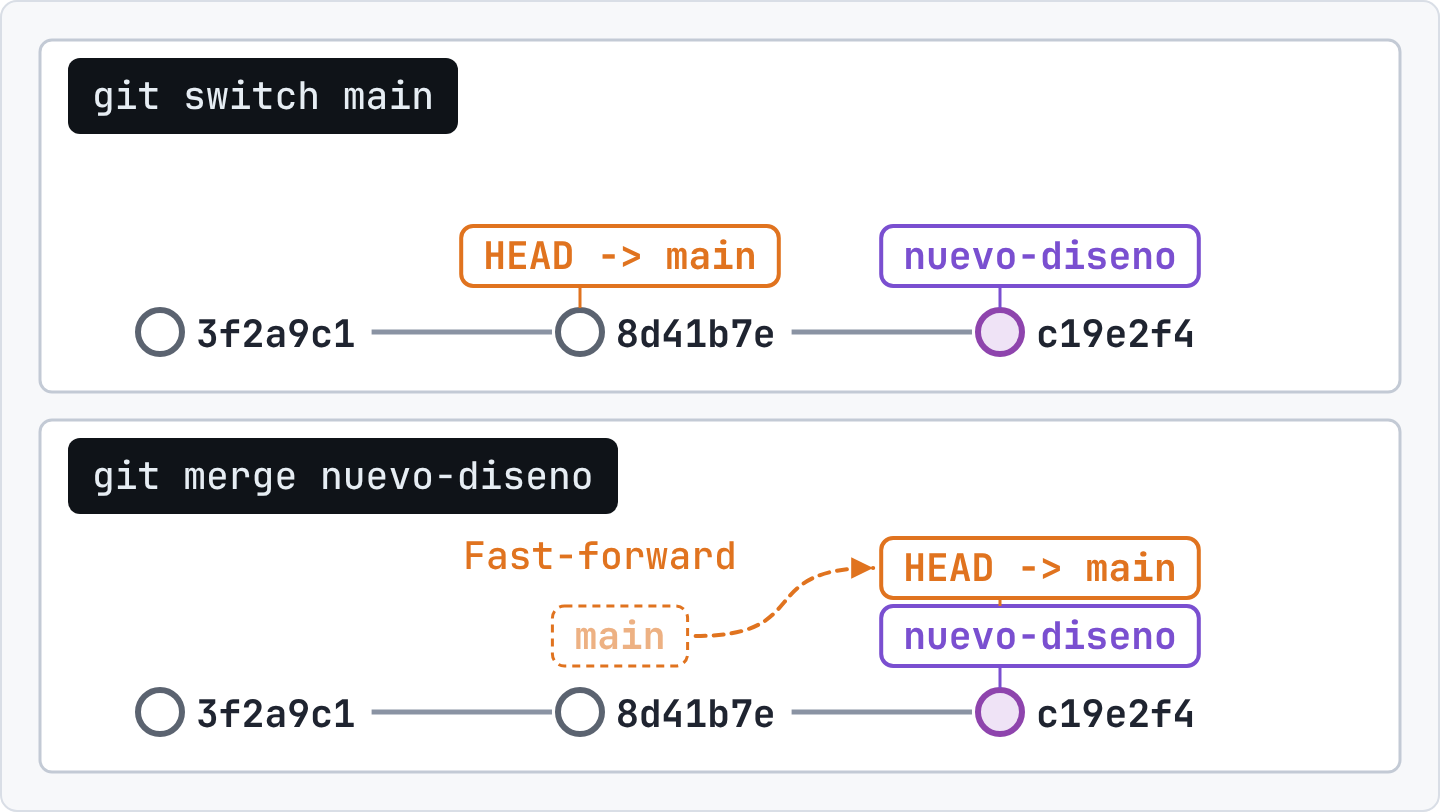 git switch main
HEAD -> main
nuevo-diseno
3f2a9c1
8d41b7e
c19e2f4
git merge nuevo-diseno
Fast-forward
HEAD -> main
main
nuevo-diseno
3f2a9c1
8d41b7e
c19e2f4